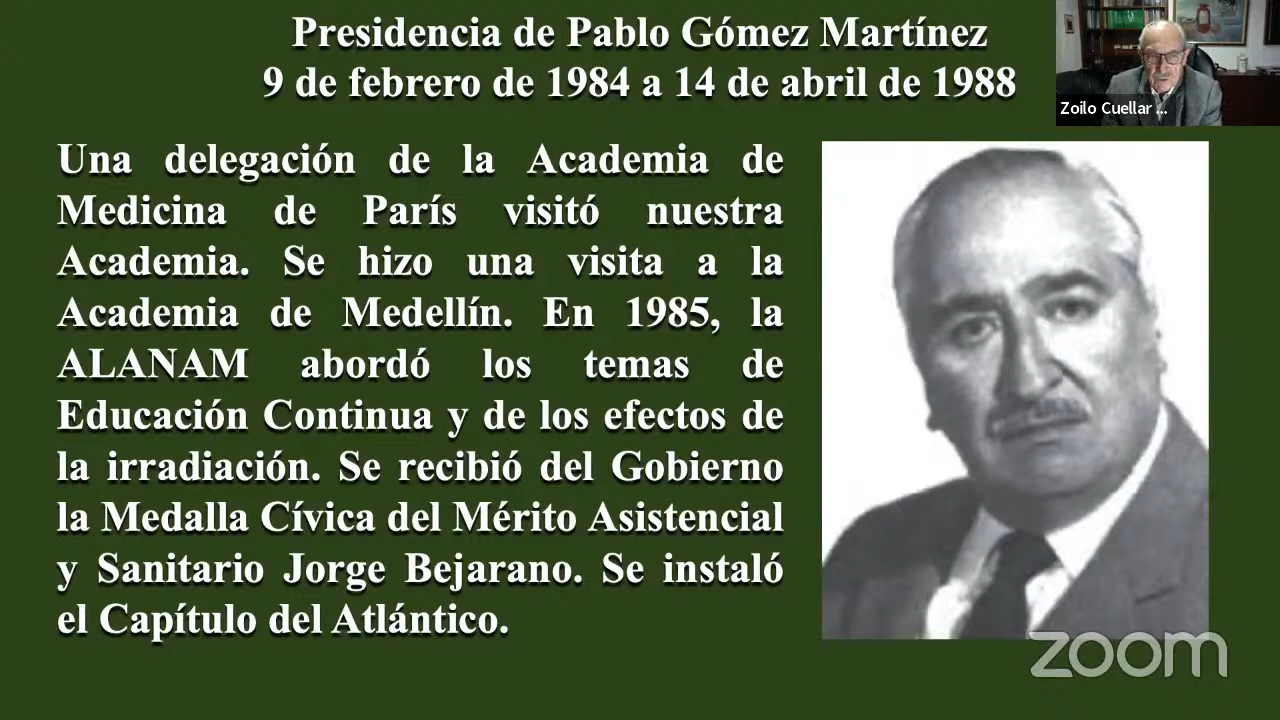 Presidencia de Pablo Gómez Martínez
9 de febrero de 1984 a 14 de abril de 1988
Zoilo Cuellar ...
Una delegación de la Academia de
Medicina de París visitó nuestra
Academia. Se hizo una visita a la
Academia de Medellín. En 1985, la
ALANAM abordó los temas de
Educación Continua y de los efectos de
la irradiación. Se recibió del Gobierno
la Medalla Cívica del Mérito Asistencial
y Sanitario Jorge Bejarano. Se instaló
el Capítulo del Atlántico.
zoom